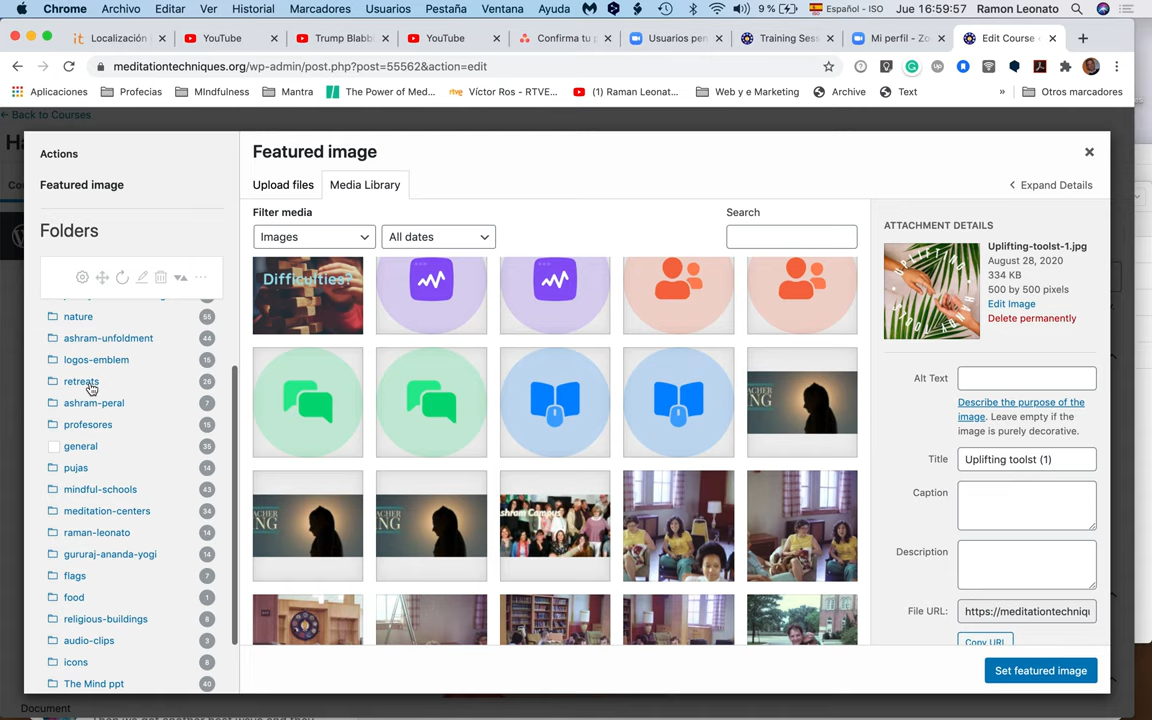 Chrome Archivo Editar Ver Historial Marcadores Usuarios Pestaña Ventana Ayuda 9 % Español - ISO Jue 16:59:57 Ramon Leonato
Localización YouTube Trump Blabb YouTube Confirma tu p Usuarios pen Training Ses Mi perfil - Zo Edit Course
meditationtechniques.org/wp-admin/post.php?post=55562&action=edit
Aplicaciones Profecias MIndfulness Mantra The Power of Med... Víctor Ros - RTVE... (1) Raman Leonat... Web y e Marketing Archive Text » Otros marcadores
Back to Courses
Actions
Featured image
Folders
nature 55
ashram-unfoldment 44
logos-emblem 15
retreats 26
ashram-peral 7
profesores 15
general 35
pujas 14
mindful-schools 43
meditation-centers 34
raman-leonato 14
gururaj-ananda-yogi 14
flags 7
food 1
religious-buildings 8
audio-clips 3
icons 8
The Mind ppt 40
Featured image
Upload files Media Library
Expand Details
Filter media
Search
Images All dates
Difficulties?
ATTACHMENT DETAILS
Uplifting-toolst-1.jpg
August 28, 2020
334 KB
500 by 500 pixels
Edit Image
Delete permanently
Alt Text
Describe the purpose of the
image. Leave empty if the
image is purely decorative.
Title Uplifting toolst (1)
Caption
Description
File URL: https://meditationtechniqu
Copy URL
Set featured image
Document